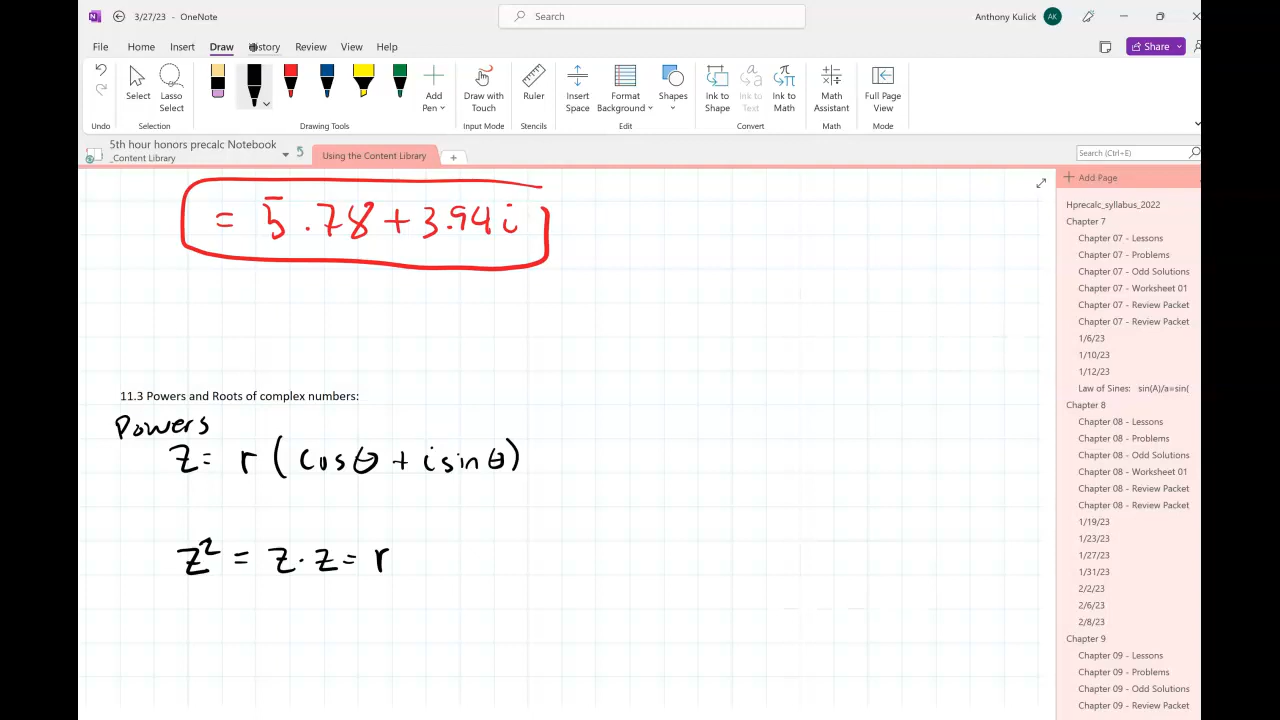 3/27/23 - OneNote
Search
Anthony Kulick
AK
File Home Insert Draw History Review View Help
Share
Undo
Select
Lasso Select
Add Pen
Draw with Touch
Ruler
Insert Space
Format Background
Shapes
Ink to Shape
Ink to Text
Ink to Math
Math Assistant
Full Page View
Undo Selection Drawing Tools Input Mode Stencils Edit Convert Math Mode
5th hour honors precalc Notebook
_Content Library
Using the Content Library
Search (Ctrl+E)
= 5.78 + 3.94 i
11.3 Powers and Roots of complex numbers:
Powers
z = r ( cos θ + i sin θ )
z² = z · z = r
Add Page
Hprecalc_syllabus_2022
Chapter 7
Chapter 07 - Lessons
Chapter 07 - Problems
Chapter 07 - Odd Solutions
Chapter 07 - Worksheet 01
Chapter 07 - Review Packet
Chapter 07 - Review Packet
1/6/23
1/10/23
1/12/23
Law of Sines: sin(A)/a=sin(
Chapter 8
Chapter 08 - Lessons
Chapter 08 - Problems
Chapter 08 - Odd Solutions
Chapter 08 - Worksheet 01
Chapter 08 - Review Packet
Chapter 08 - Review Packet
1/19/23
1/23/23
1/27/23
1/31/23
2/2/23
2/6/23
2/8/23
Chapter 9
Chapter 09 - Lessons
Chapter 09 - Problems
Chapter 09 - Odd Solutions
Chapter 09 - Review Packet